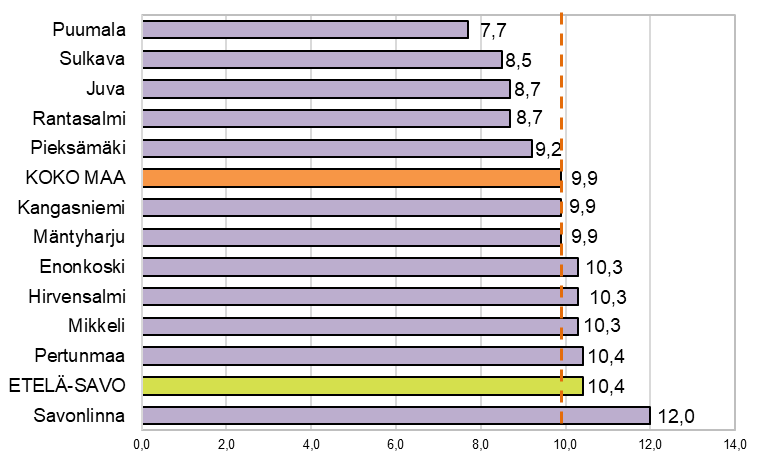 Puumala 7,7
Sulkava 8,5
Juva 8,7
Rantasalmi 8,7
Pieksämäki 9,2
KOKO MAA 9,9
Kangasniemi 9,9
Mäntyharju 9,9
Enonkoski 10,3
Hirvensalmi 10,3
Mikkeli 10,3
Pertunmaa 10,4
ETELÄ-SAVO 10,4
Savonlinna 12,0
0,0 2,0 4,0 6,0 8,0 10,0 12,0 14,0